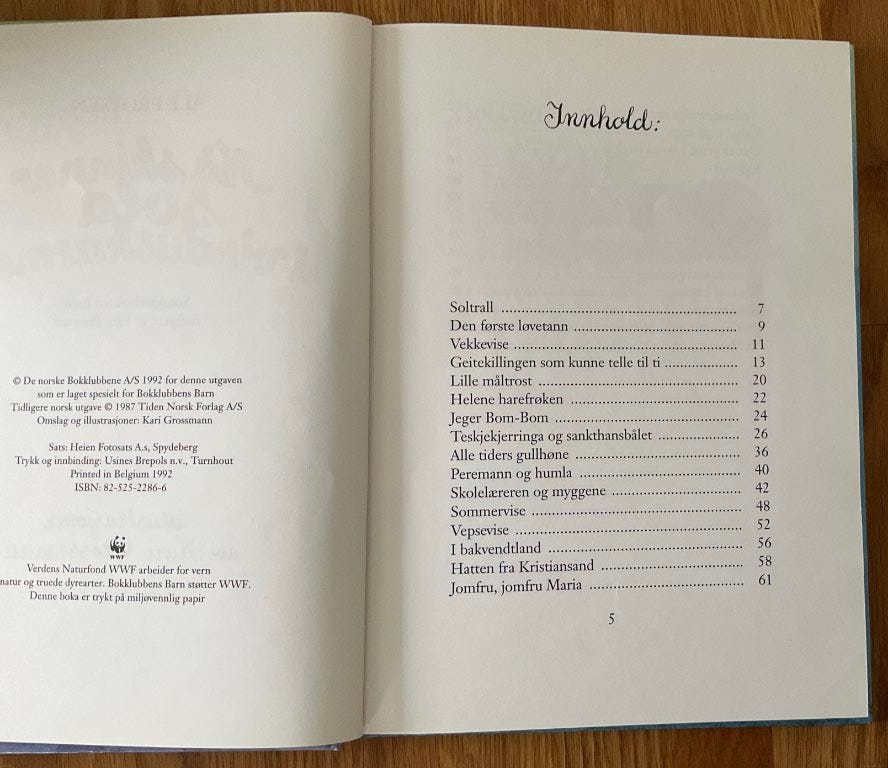 © De norske Bokklubbene A/S 1992 for denne utgaven
som er laget spesielt for Bokklubbens Barn
Tidligere norsk utgave © 1987 Tiden Norsk Forlag A/S
Omslag og illustrasjoner: Kari Grossmann
Sats: Heien Fotosats A.s, Spydeberg
Trykk og innbinding: Usines Brepols n.v., Turnhout
Printed in Belgium 1992
ISBN: 82-525-2286-6
WWF
Verdens Naturfond WWF arbeider for vern
natur og truede dyrearter. Bokklubbens Barn støtter WWF.
Denne boka er trykt på miljøvennlig papir
Innhold:
Soltrall 7
Den første løvetann 9
Vekkevise 11
Geitekillingen som kunne telle til ti 13
Lille måltrost 20
Helene harefrøken 22
Jeger Bom-Bom 24
Teskjekjerringa og sankthansbålet 26
Alle tiders gullhøne 36
Peremann og humla 40
Skolelæreren og myggene 42
Sommervise 48
Vepsevise 52
I bakvendtland 56
Hatten fra Kristiansand 58
Jomfru, jomfru Maria 61
5